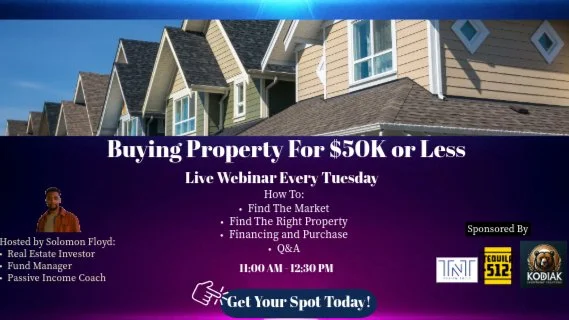 Buying Property For $50K or Less
Live Webinar Every Tuesday
How To:
• Find The Market
• Find The Right Property
• Financing and Purchase
• Q&A
11:00 AM - 12:30 PM
Get Your Spot Today!
Hosted by Solomon Floyd:
• Real Estate Investor
• Fund Manager
• Passive Income Coach
Sponsored By
TNT
TEQUILA
512
KODIAK